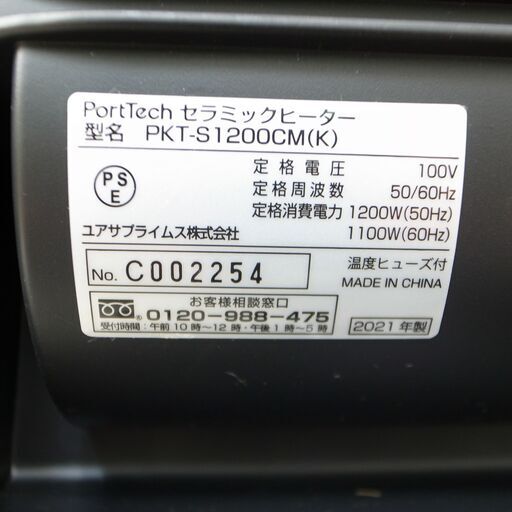 PortTech セラミックヒーター
型名 PKT-S1200CM(K)
定格電圧 100V
定格周波数 50/60Hz
定格消費電力 1200W(50Hz)
1100W(60Hz)
PS
E
ユアサプライムス株式会社
No. C002254
温度ヒューズ付
MADE IN CHINA
お客様相談窓口
0120-988-475
受付時間:午前10時〜12時・午後1時〜5時
2021年製